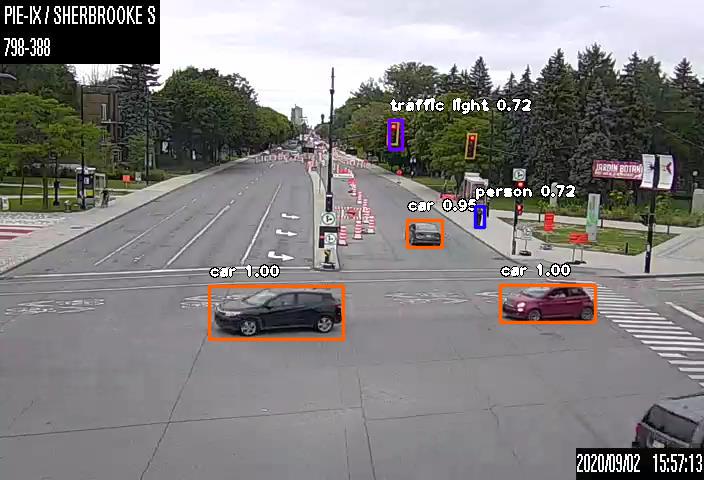 PIE-IX / SHERBROOKE S
798-388
traffic light 0.72
person 0.72
car 0.95
car 1.00
car 1.00
JARDIN BOTAN
2020/09/02 15:57:13